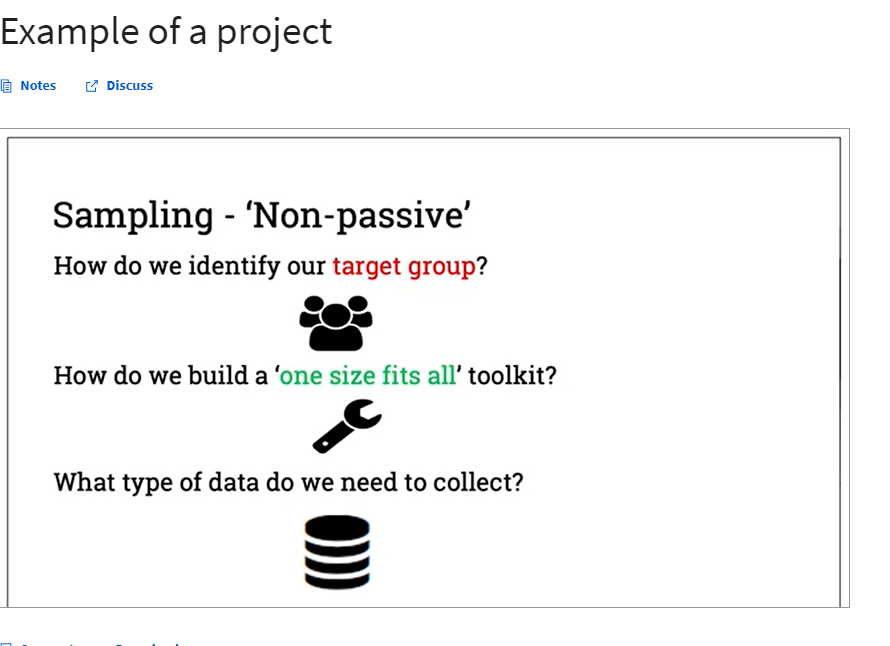 Example of a project
Notes Discuss
Sampling - ‘Non-passive’
How do we identify our target group?
How do we build a ‘one size fits all’ toolkit?
What type of data do we need to collect?